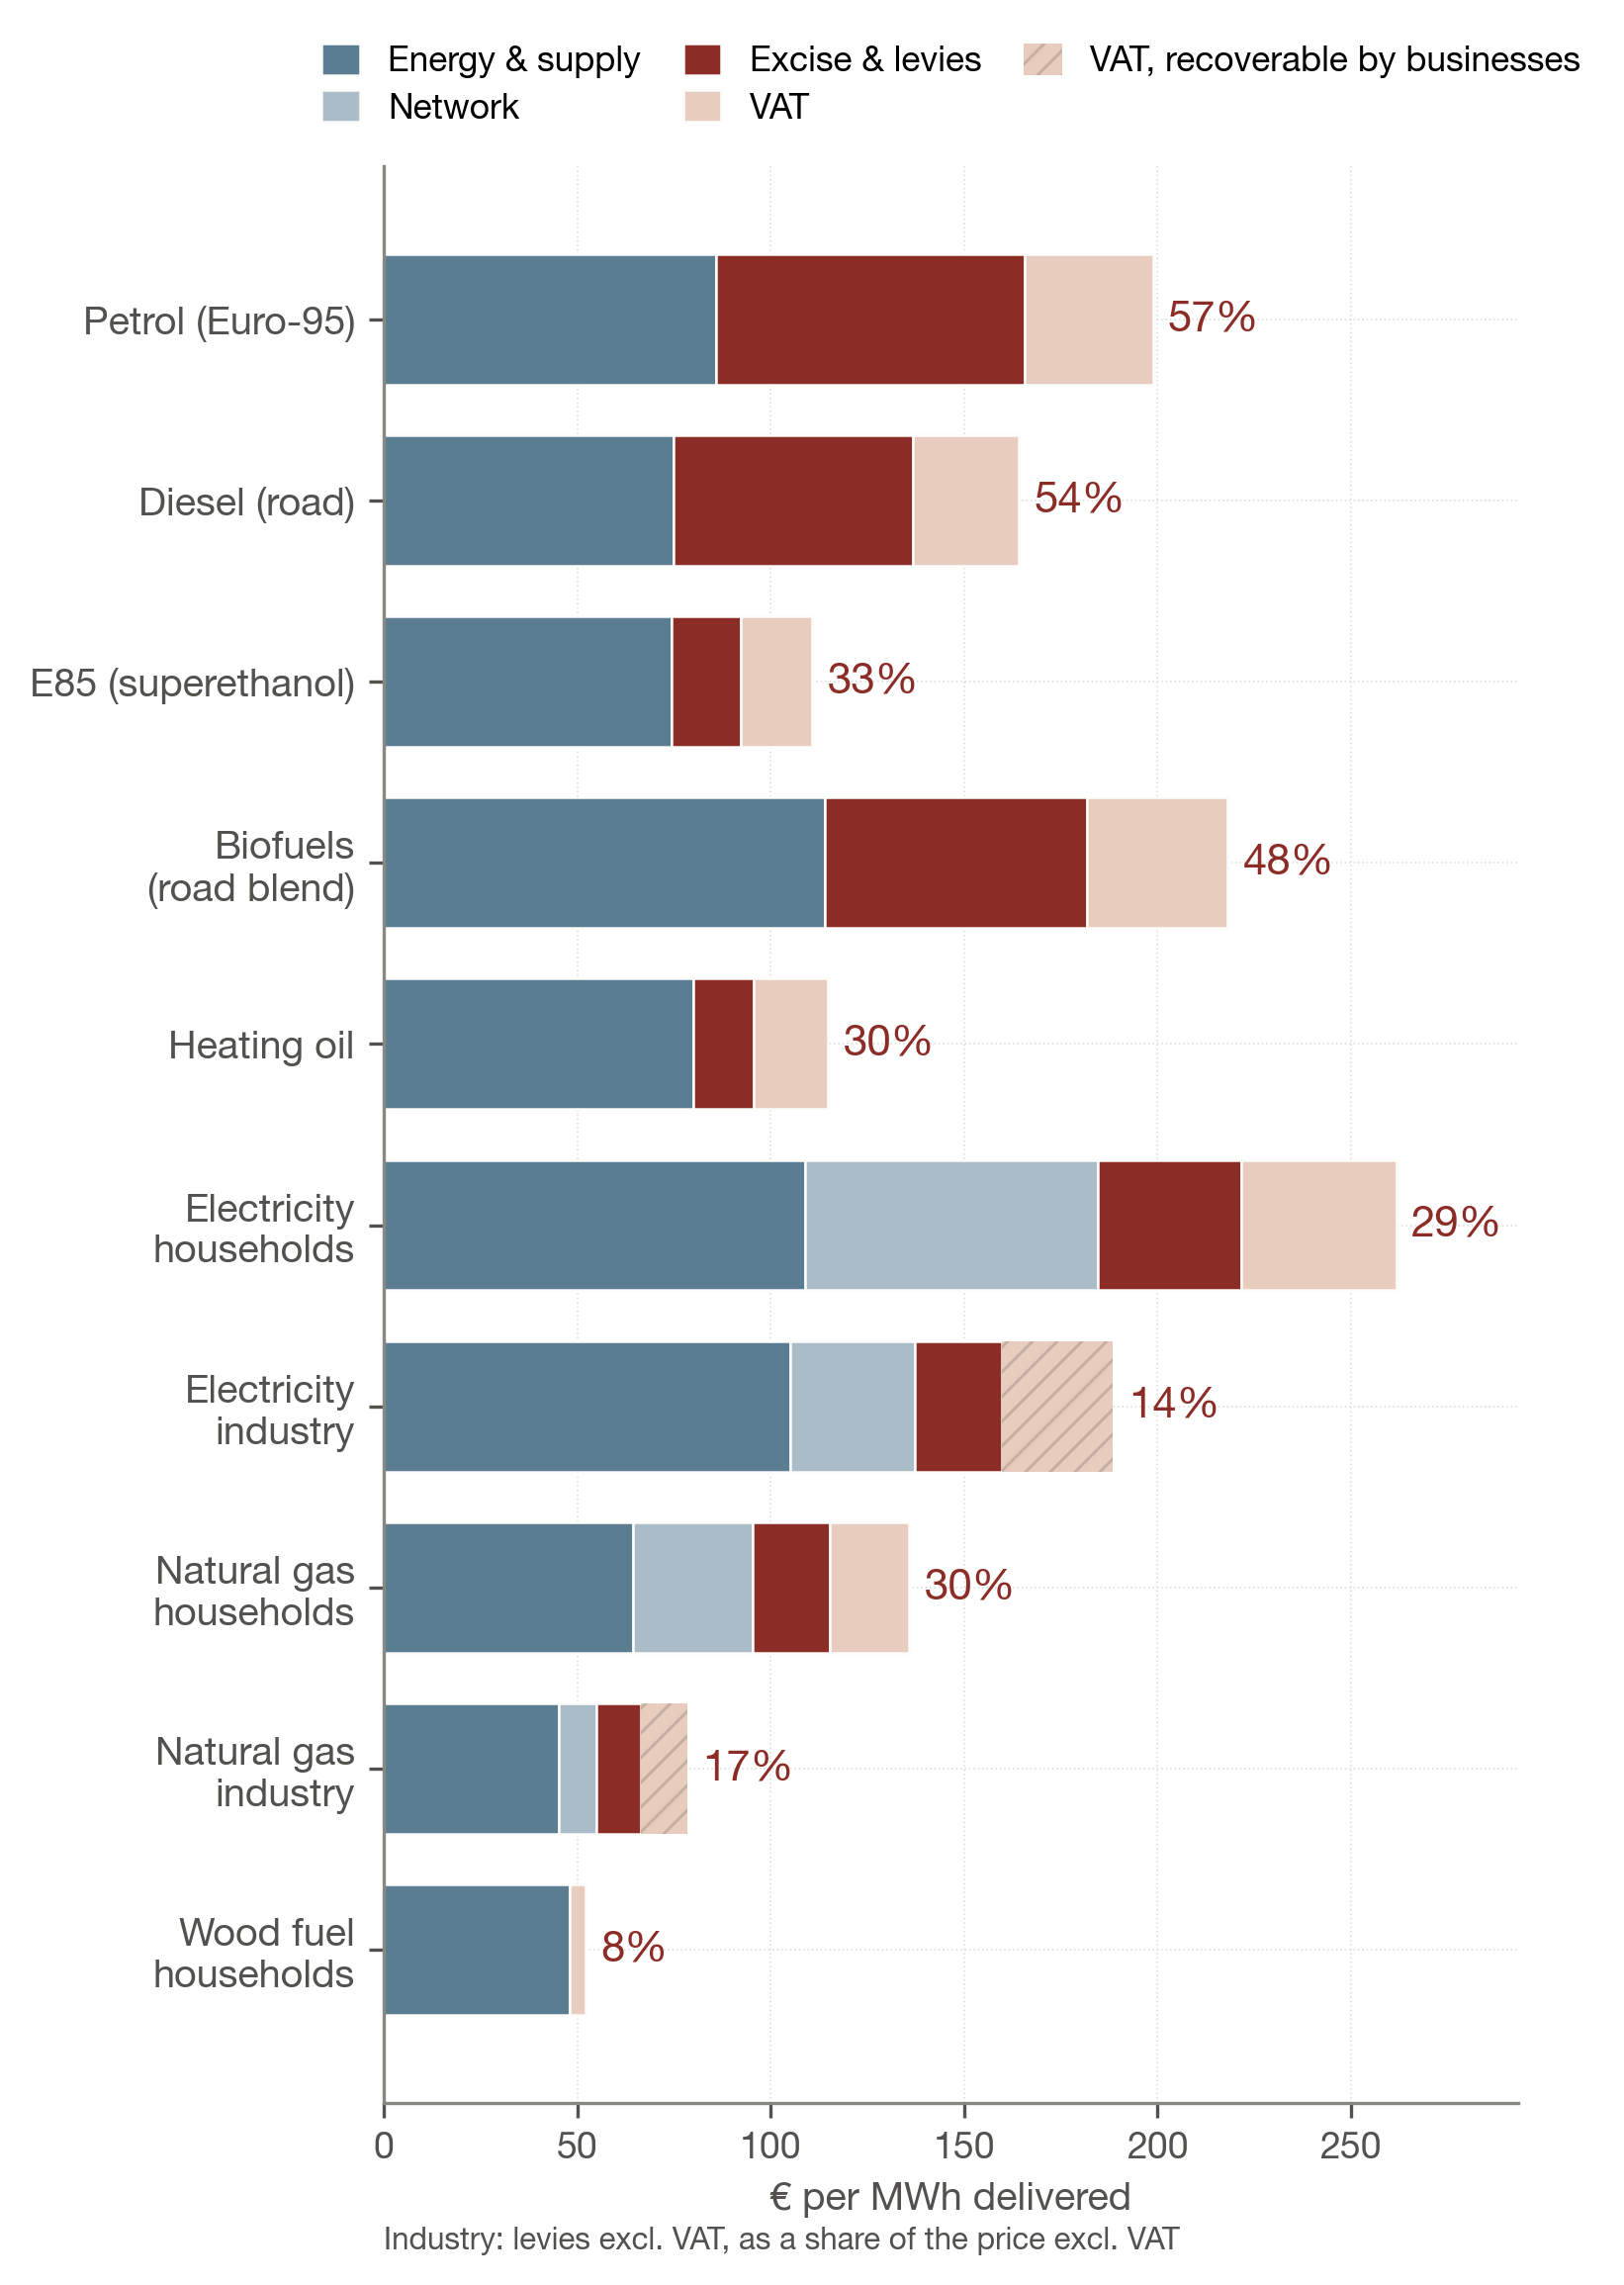 Energy & supply
Excise & levies
VAT, recoverable by businesses
Network
VAT
Petrol (Euro-95)
57%
Diesel (road)
54%
E85 (superethanol)
33%
Biofuels
(road blend)
48%
Heating oil
30%
Electricity
households
29%
Electricity
industry
14%
Natural gas
households
30%
Natural gas
industry
17%
Wood fuel
households
8%
0
50
100
150
200
250
€ per MWh delivered
Industry: levies excl. VAT, as a share of the price excl. VAT